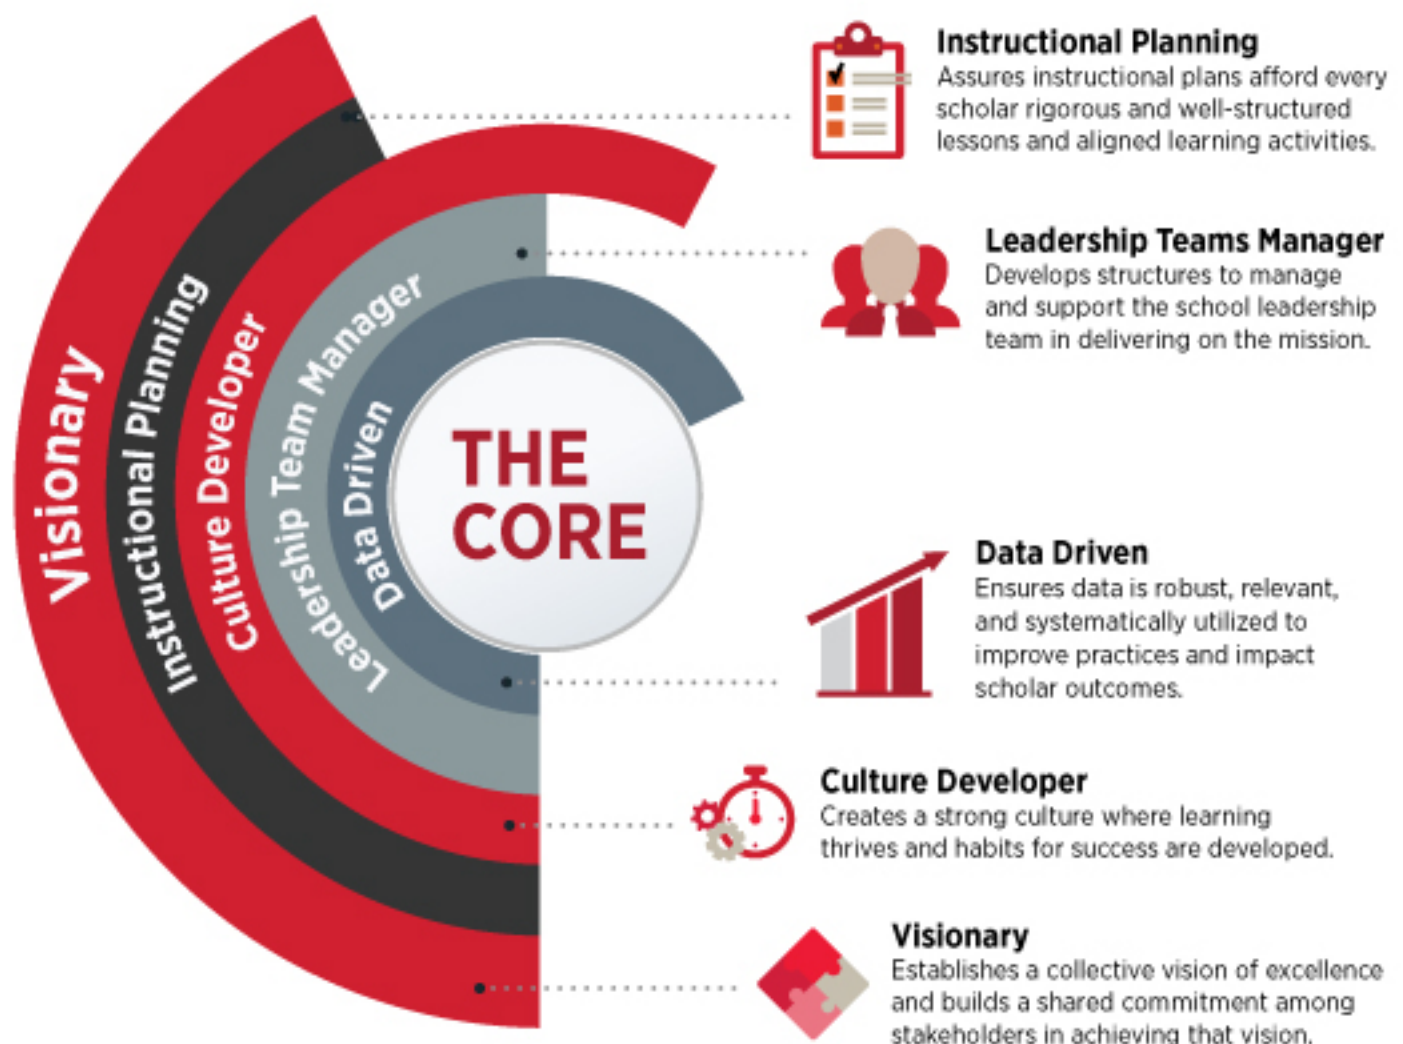 Visionary
Instructional Planning
Culture Developer
Leadership Team Manager
Data Driven
THE
CORE
Instructional Planning
Assures instructional plans afford every
scholar rigorous and well-structured
lessons and aligned learning activities.
Leadership Teams Manager
Develops structures to manage
and support the school leadership
team in delivering on the mission.
Data Driven
Ensures data is robust, relevant,
and systematically utilized to
improve practices and impact
scholar outcomes.
Culture Developer
Creates a strong culture where learning
thrives and habits for success are developed.
Visionary
Establishes a collective vision of excellence
and builds a shared commitment among
stakeholders in achieving that vision.